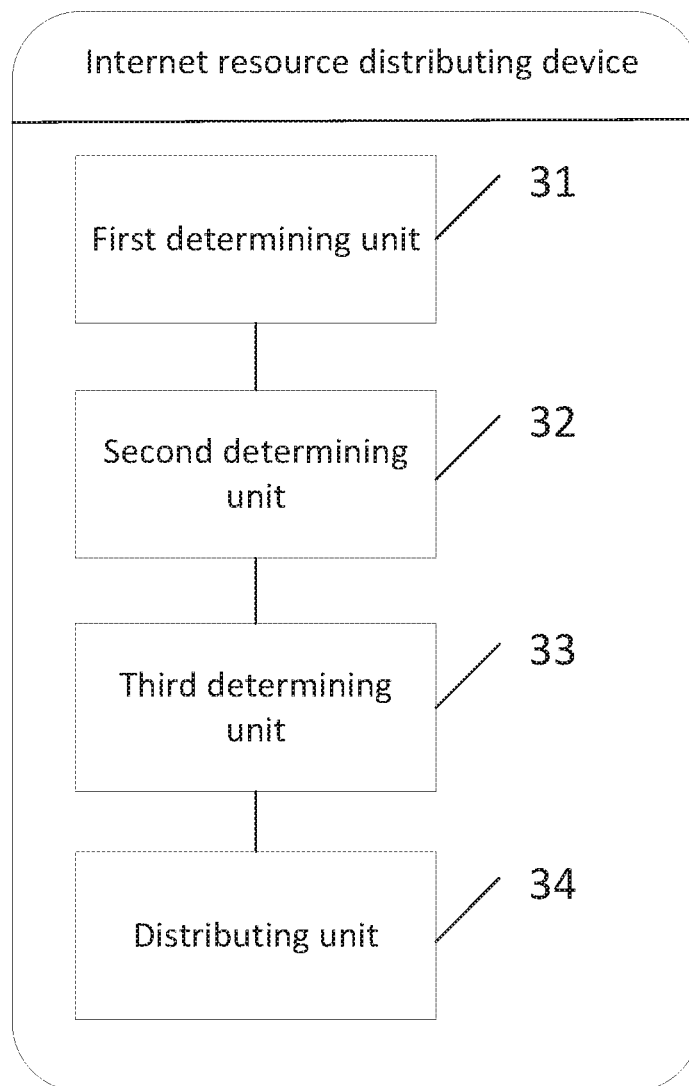 Internet resource distributing device
31
First determining unit
32
Second determining
unit
33
Third determining
unit
34
Distributing unit